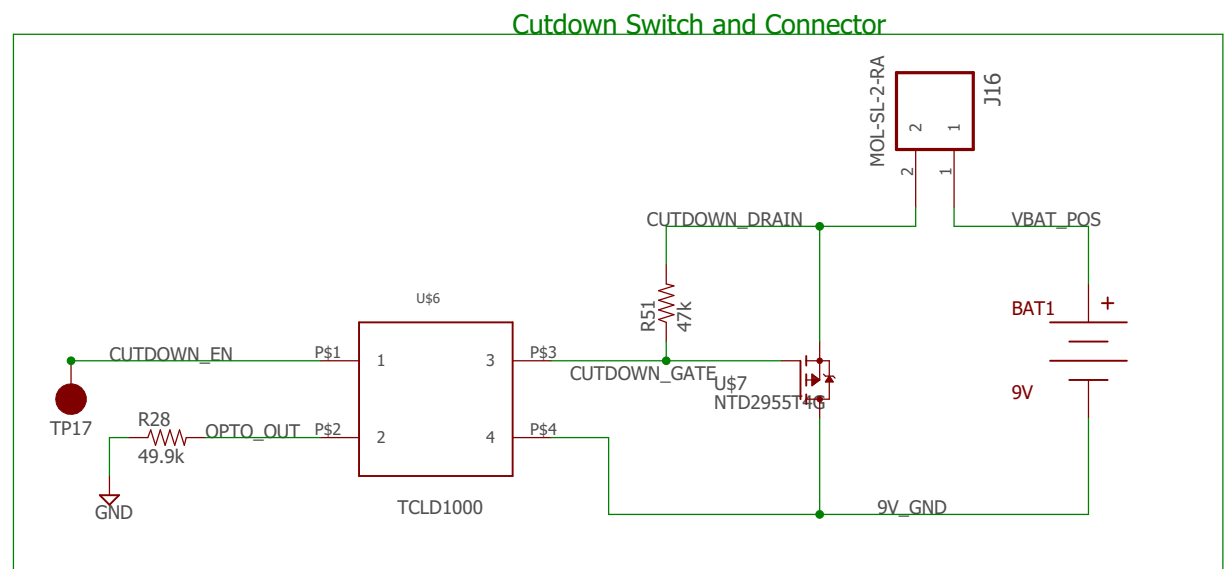 Cutdown Switch and Connector
MOL-SL-2-RA
J16
2
1
2
1
CUTDOWN_DRAIN
VBAT_POS
U$6
R51
47k
BAT1
+
CUTDOWN_EN
P$1
1
3
P$3
CUTDOWN_GATE
U$7
NTD2955T4G
9V
TP17
R28
49.9k
OPTO_OUT
P$2
2
4
P$4
GND
TCLD1000
9V_GND